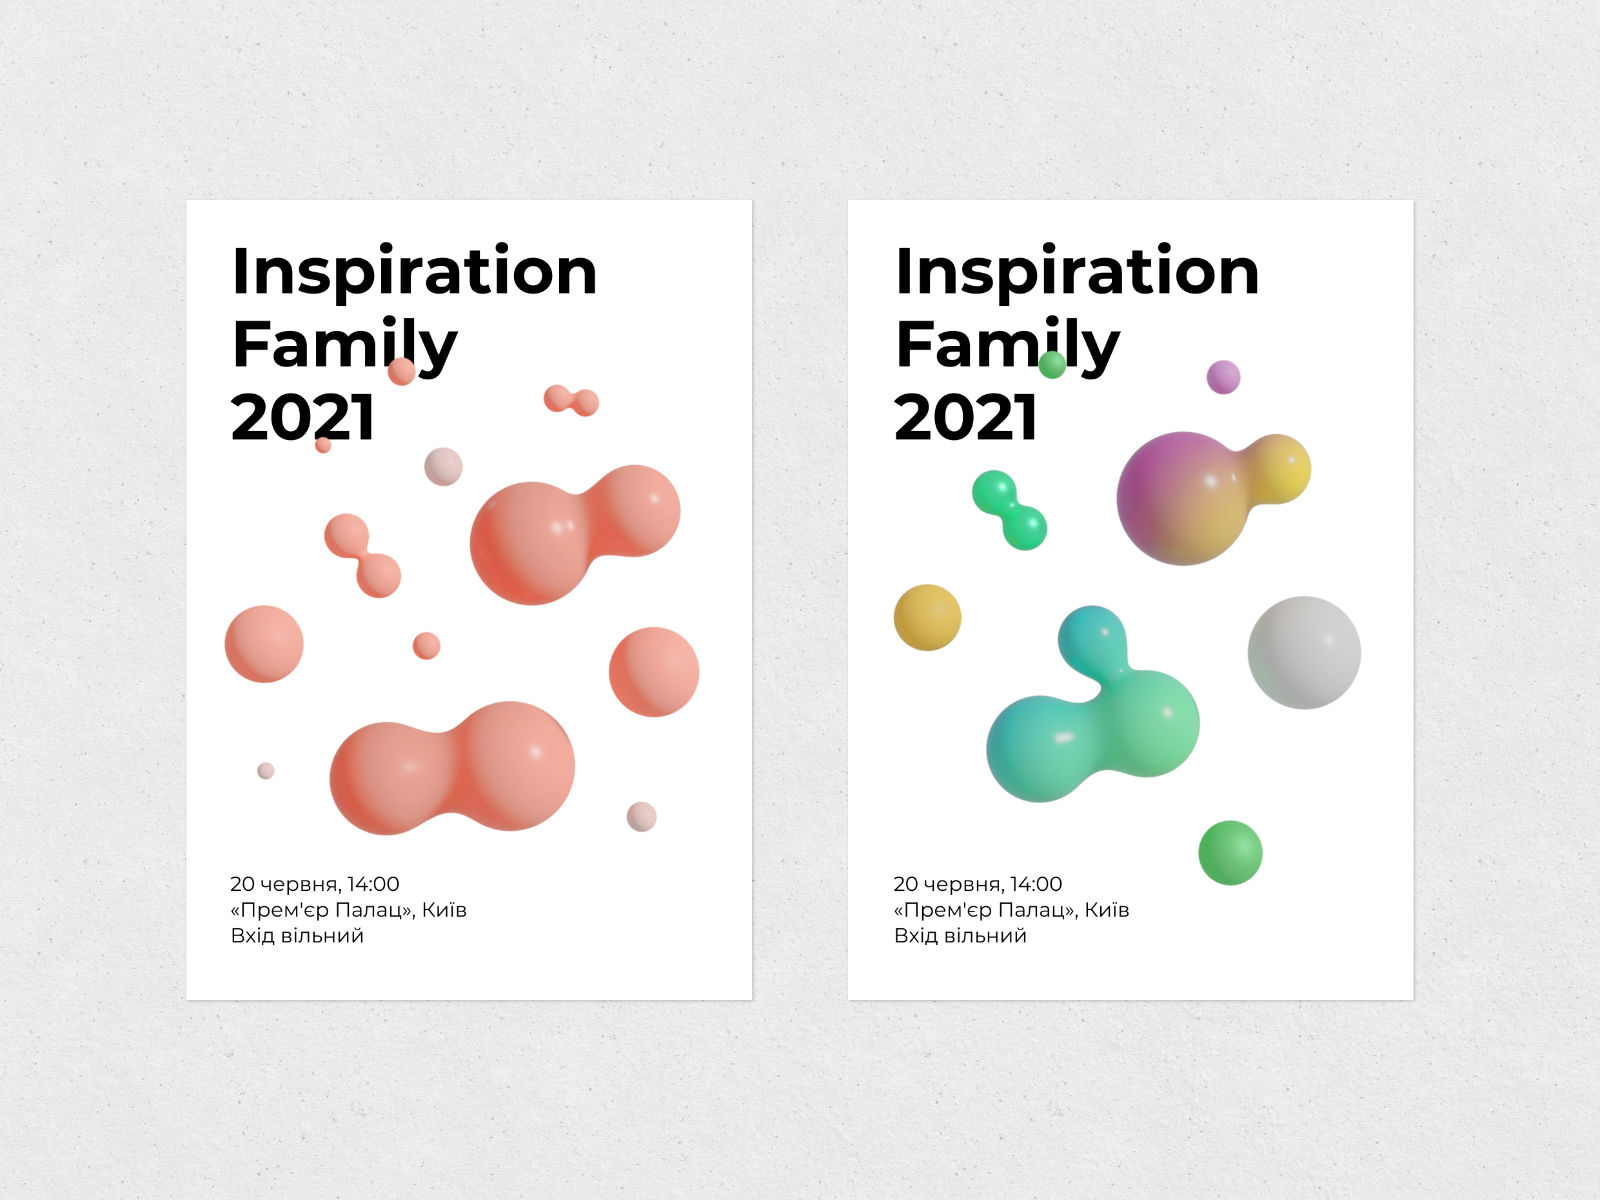 Inspiration
Family
2021
20 червня, 14:00
«Прем'єр Палац», Київ
Вхід вільний
Inspiration
Family
2021
20 червня, 14:00
«Прем'єр Палац», Київ
Вхід вільний